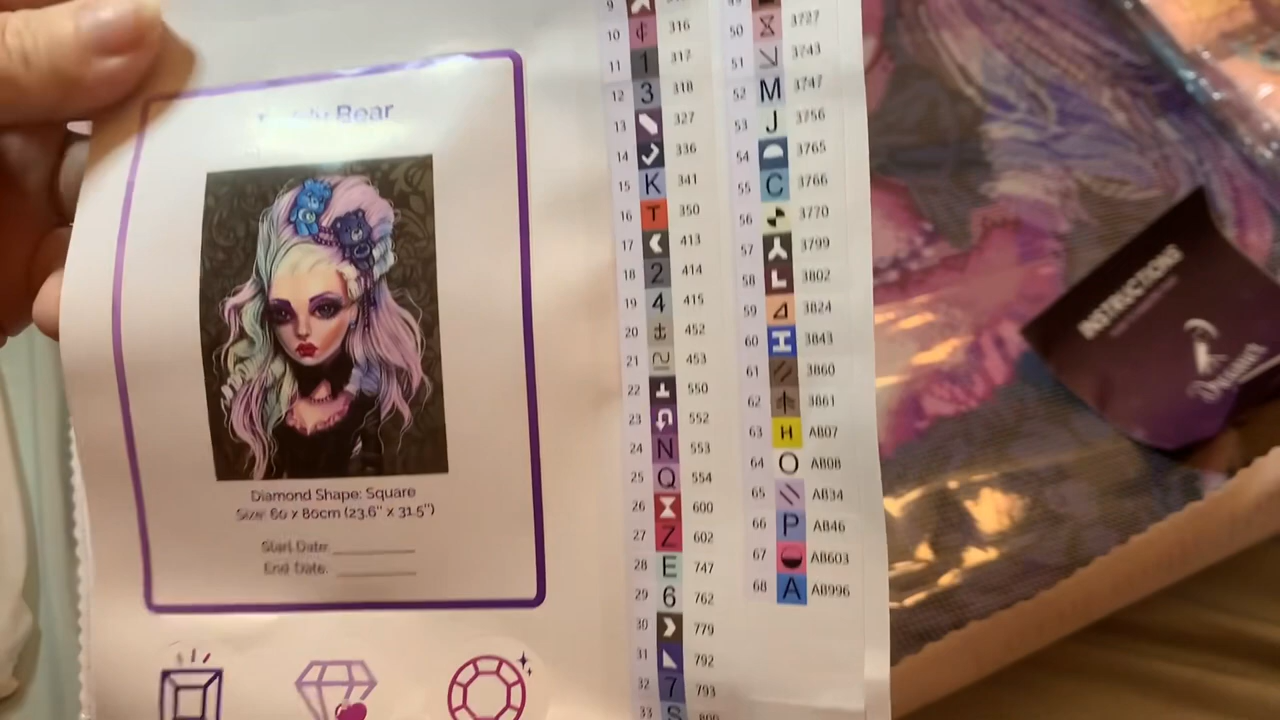 Bear
Diamond Shape: Square
Size: 60 x 80cm (23.6" x 31.5")
Start Date:
End Date:
9
10 ¢ 316
11 1 317
12 3 318
13 327
14 336
15 K 341
16 T 350
17 413
18 2 414
19 4 415
20 452
21 453
22 550
23 552
24 N 553
25 Q 554
26 600
27 Z 602
28 E 747
29 6 762
30 779
31 792
32 7 793
33 S
50 3727
51 3743
52 M 3747
53 J 3756
54 3765
55 C 3766
56 3770
57 3799
58 L 3802
59 3824
60 I 3843
61 3860
62 3861
63 H AB07
64 O AB08
65 AB34
66 P AB46
67 AB603
68 A AB996
INSTRUCTIONS